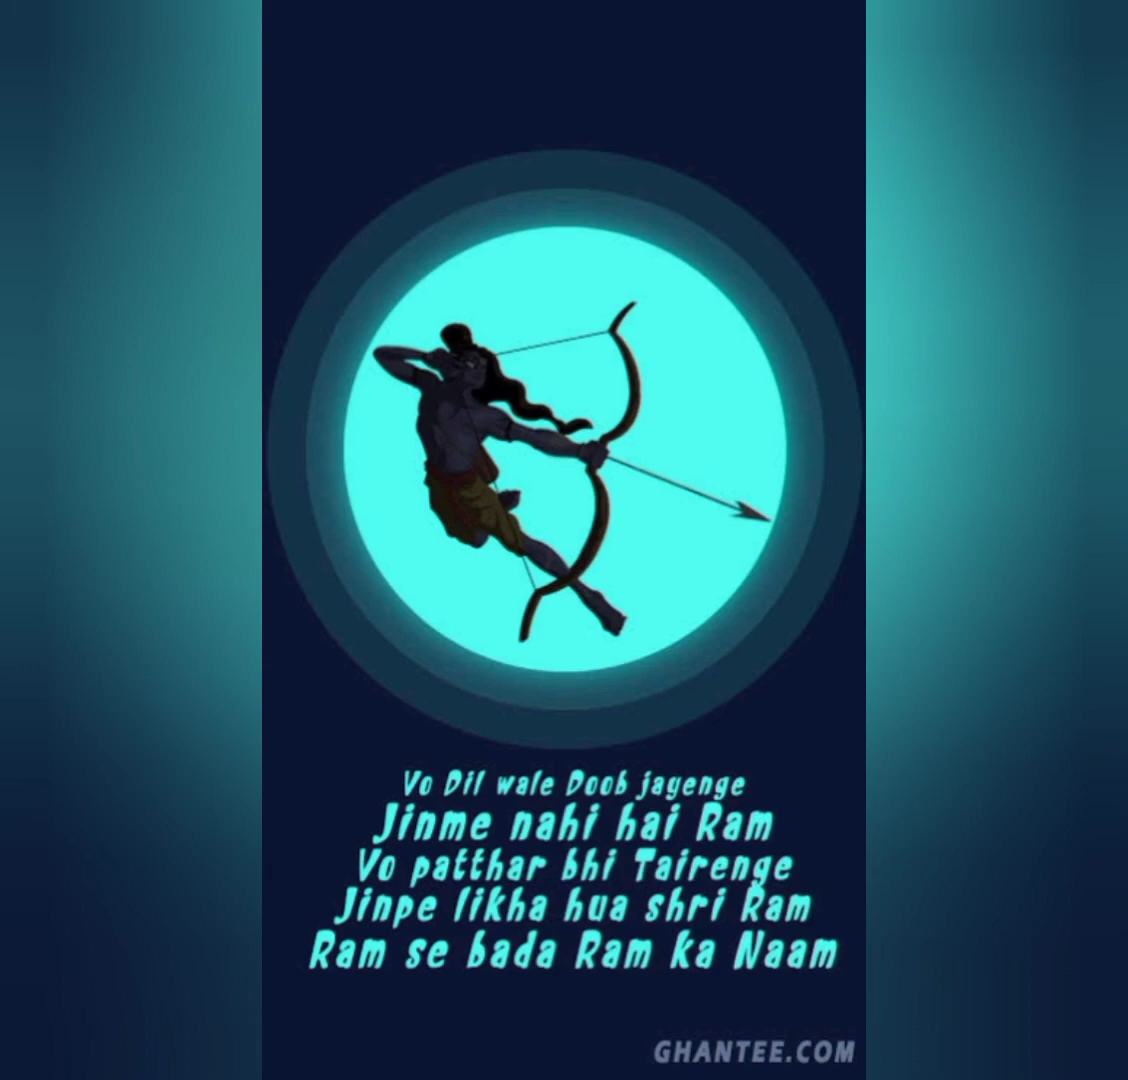 Vo Dil wale Doob jayenge
Jinme nahi hai Ram
Vo patthar bhi Tairenge
Jinpe likha hua shri Ram
Ram se bada Ram ka Naam
GHANTEE.COM